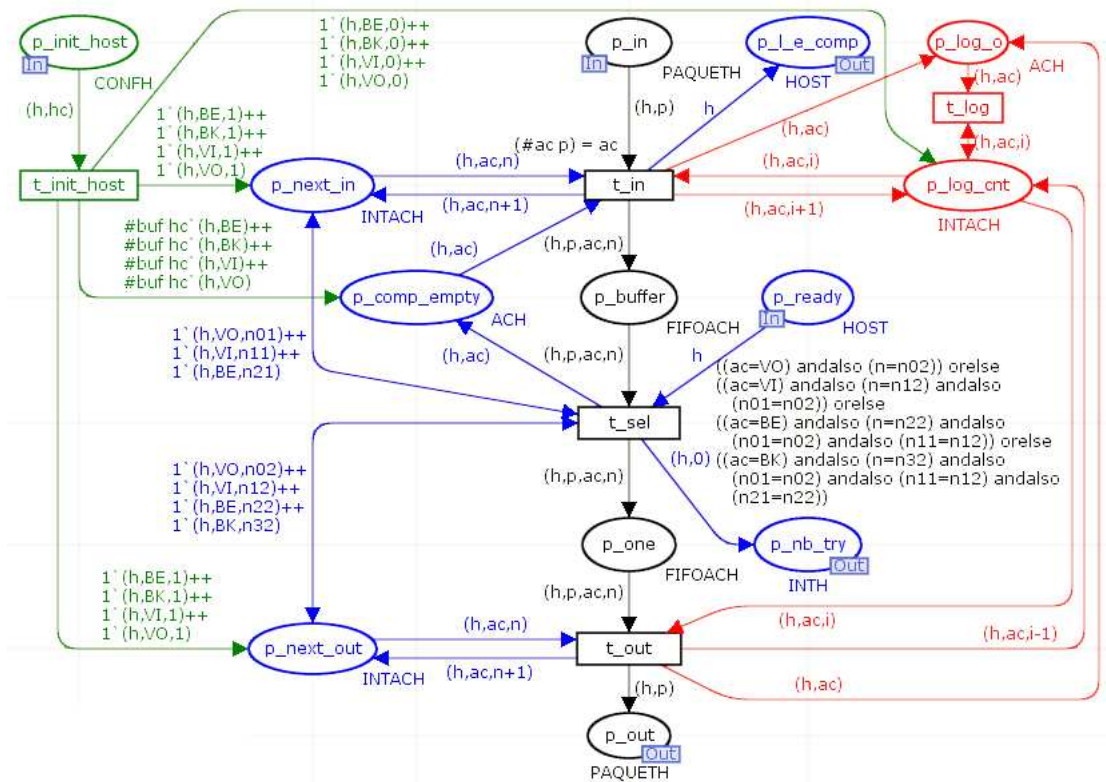 1`(h,BE,0)++
1`(h,BK,0)++
1`(h,VI,0)++
1`(h,VO,0)
p_init_host
In
CONFH
(h,hc)
p_in
In
PAQUETH
(h,p)
p_l_e_comp
Out
HOST
h
p_log_o
ACH
(h,ac)
t_log
(h,ac,i)
(h,ac)
1`(h,BE,1)++
1`(h,BK,1)++
1`(h,VI,1)++
1`(h,VO,1)
(#ac p) = ac
t_init_host
p_next_in
INTACH
(h,ac,n)
(h,ac,n+1)
t_in
(h,ac,i)
(h,ac,i+1)
p_log_cnt
INTACH
#buf hc`(h,BE)++
#buf hc`(h,BK)++
#buf hc`(h,VI)++
#buf hc`(h,VO)
(h,ac)
(h,p,ac,n)
p_comp_empty
ACH
p_buffer
FIFOACH
p_ready
In
HOST
1`(h,VO,n01)++
1`(h,VI,n11)++
1`(h,BE,n21)
(h,ac)
(h,p,ac,n)
h
((ac=VO) andalso (n=n02)) orelse
((ac=VI) andalso (n=n12) andalso
(n01=n02)) orelse
((ac=BE) andalso (n=n22) andalso
(n01=n02) andalso (n11=n12)) orelse
((ac=BK) andalso (n=n32) andalso
(n01=n02) andalso (n11=n12) andalso
(n21=n22))
t_sel
(h,0)
1`(h,VO,n02)++
1`(h,VI,n12)++
1`(h,BE,n22)++
1`(h,BK,n32)
(h,p,ac,n)
p_one
FIFOACH
p_nb_try
Out
INTH
1`(h,BE,1)++
1`(h,BK,1)++
1`(h,VI,1)++
1`(h,VO,1)
(h,p,ac,n)
p_next_out
INTACH
(h,ac,n)
(h,ac,n+1)
t_out
(h,ac,i)
(h,ac,i-1)
(h,ac)
(h,p)
p_out
Out
PAQUETH